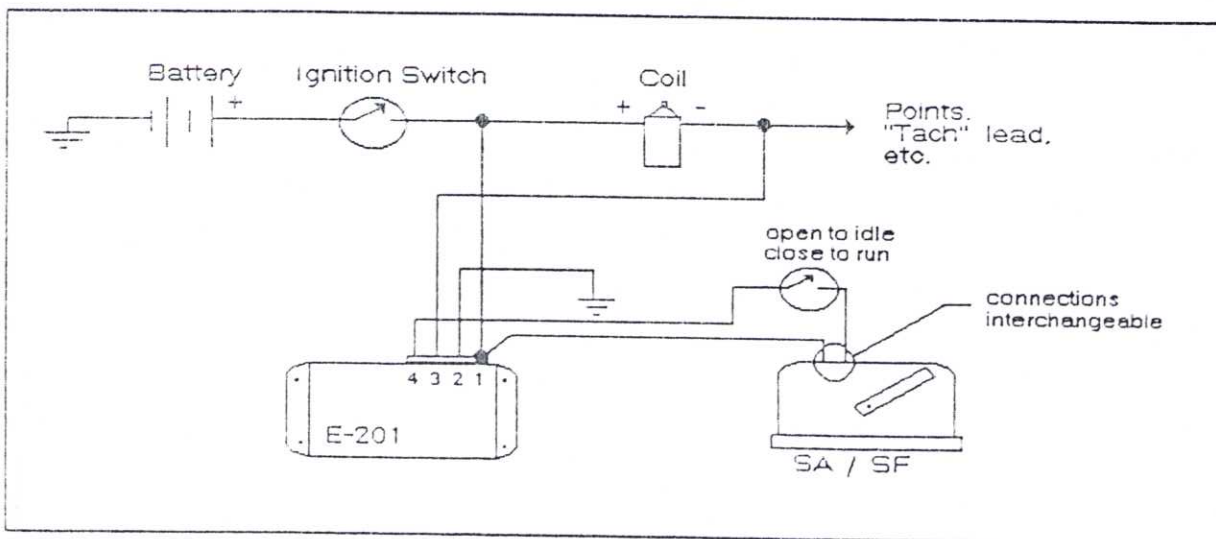 Battery
Ignition Switch
Coil
+
+
-
Points.
"Tach" lead,
etc.
open to idle
close to run
connections
interchangeable
4 3 2 1
E-201
SA / SF